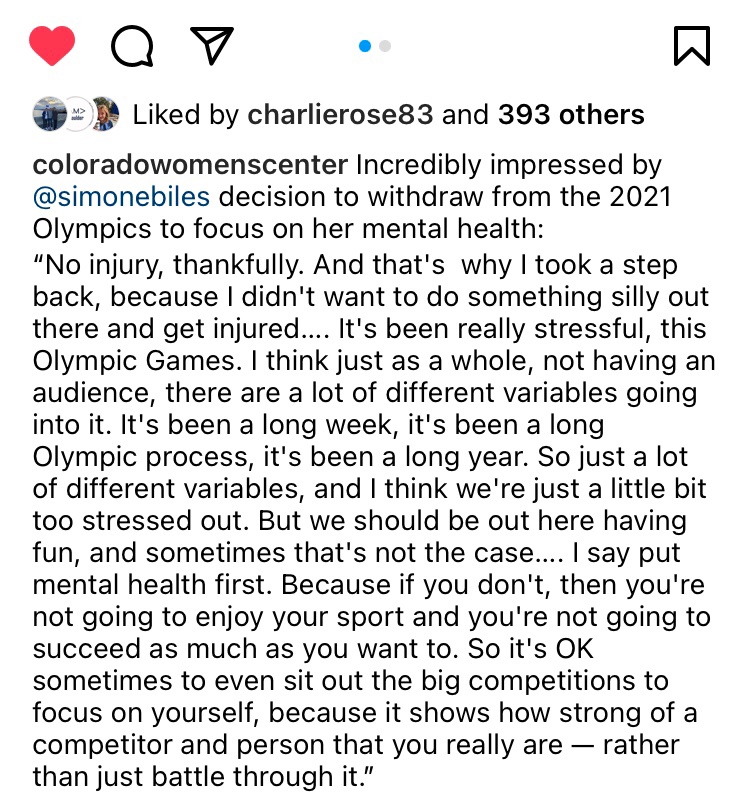 Liked by charlierose83 and 393 others
coloradowomenscenter Incredibly impressed by
@simonebiles decision to withdraw from the 2021
Olympics to focus on her mental health:
“No injury, thankfully. And that's  why I took a step
back, because I didn't want to do something silly out
there and get injured.... It's been really stressful, this
Olympic Games. I think just as a whole, not having an
audience, there are a lot of different variables going
into it. It's been a long week, it's been a long
Olympic process, it's been a long year. So just a lot
of different variables, and I think we're just a little bit
too stressed out. But we should be out here having
fun, and sometimes that's not the case.... I say put
mental health first. Because if you don't, then you're
not going to enjoy your sport and you're not going to
succeed as much as you want to. So it's OK
sometimes to even sit out the big competitions to
focus on yourself, because it shows how strong of a
competitor and person that you really are — rather
than just battle through it.”